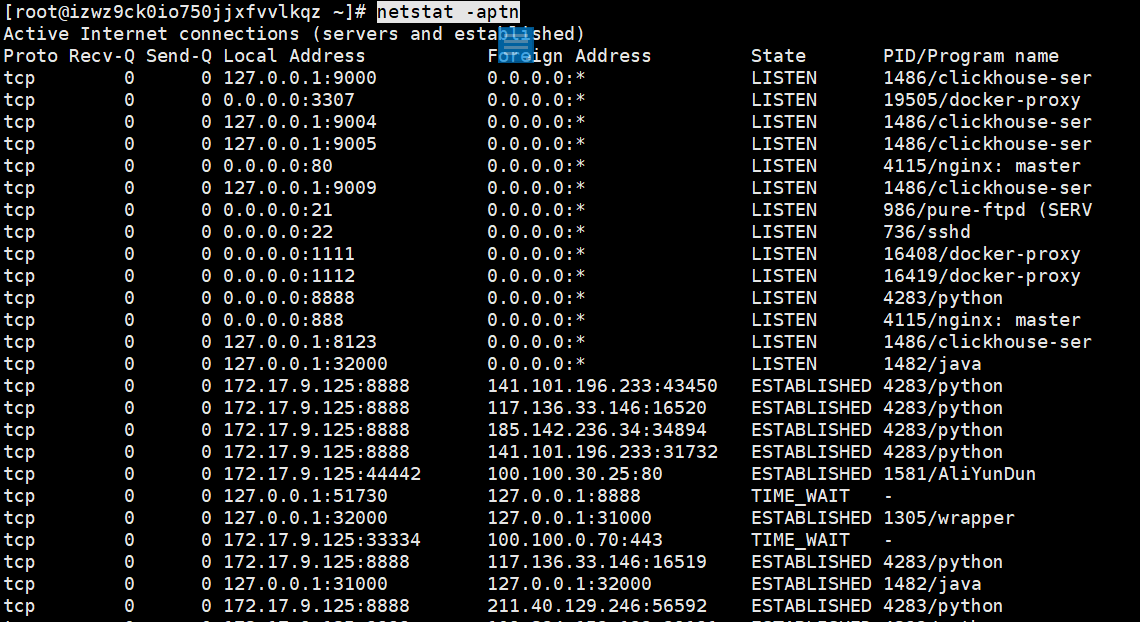 [root@izwz9ck0io750jjxfvvlkqz ~]# netstat -aptn
Active Internet connections (servers and established)
Proto Recv-Q Send-Q Local Address           Foreign Address         State       PID/Program name
tcp        0      0 127.0.0.1:9000          0.0.0.0:*               LISTEN      1486/clickhouse-ser
tcp        0      0 0.0.0.0:3307            0.0.0.0:*               LISTEN      19505/docker-proxy
tcp        0      0 127.0.0.1:9004          0.0.0.0:*               LISTEN      1486/clickhouse-ser
tcp        0      0 127.0.0.1:9005          0.0.0.0:*               LISTEN      1486/clickhouse-ser
tcp        0      0 0.0.0.0:80              0.0.0.0:*               LISTEN      4115/nginx: master
tcp        0      0 127.0.0.1:9009          0.0.0.0:*               LISTEN      1486/clickhouse-ser
tcp        0      0 0.0.0.0:21              0.0.0.0:*               LISTEN      986/pure-ftpd (SERV
tcp        0      0 0.0.0.0:22              0.0.0.0:*               LISTEN      736/sshd
tcp        0      0 0.0.0.0:1111            0.0.0.0:*               LISTEN      16408/docker-proxy
tcp        0      0 0.0.0.0:1112            0.0.0.0:*               LISTEN      16419/docker-proxy
tcp        0      0 0.0.0.0:8888            0.0.0.0:*               LISTEN      4283/python
tcp        0      0 0.0.0.0:888             0.0.0.0:*               LISTEN      4115/nginx: master
tcp        0      0 127.0.0.1:8123          0.0.0.0:*               LISTEN      1486/clickhouse-ser
tcp        0      0 127.0.0.1:32000         0.0.0.0:*               LISTEN      1482/java
tcp        0      0 172.17.9.125:8888       141.101.196.233:43450   ESTABLISHED 4283/python
tcp        0      0 172.17.9.125:8888       117.136.33.146:16520    ESTABLISHED 4283/python
tcp        0      0 172.17.9.125:8888       185.142.236.34:34894    ESTABLISHED 4283/python
tcp        0      0 172.17.9.125:8888       141.101.196.233:31732   ESTABLISHED 4283/python
tcp        0      0 172.17.9.125:44442      100.100.30.25:80        ESTABLISHED 1581/AliYunDun
tcp        0      0 127.0.0.1:51730         127.0.0.1:8888          TIME_WAIT   -
tcp        0      0 127.0.0.1:32000         127.0.0.1:31000         ESTABLISHED 1305/wrapper
tcp        0      0 172.17.9.125:33334      100.100.0.70:443        TIME_WAIT   -
tcp        0      0 172.17.9.125:8888       117.136.33.146:16519    ESTABLISHED 4283/python
tcp        0      0 127.0.0.1:31000         127.0.0.1:32000         ESTABLISHED 1482/java
tcp        0      0 172.17.9.125:8888       211.40.129.246:56592    ESTABLISHED 4283/python